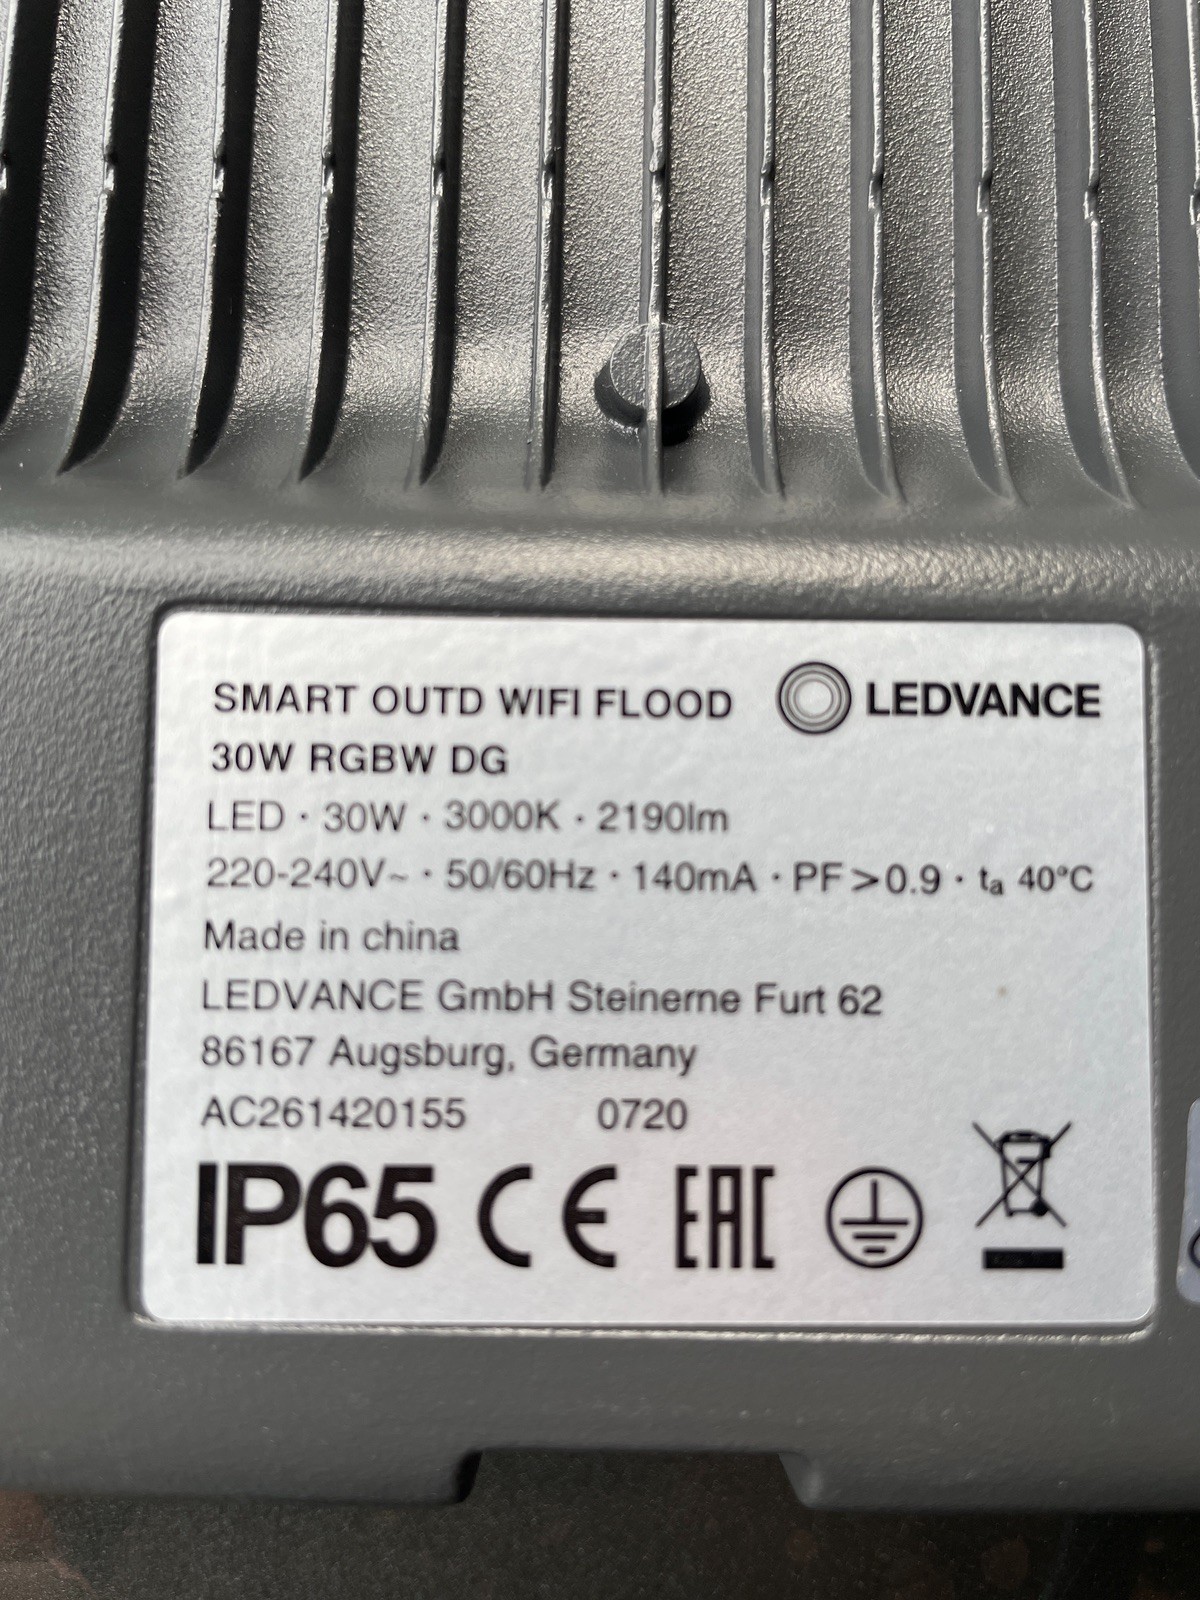 SMART OUTD WIFI FLOOD LEDVANCE
30W RGBW DG
LED · 30W · 3000K · 2190lm
220-240V~ · 50/60Hz · 140mA · PF>0.9 · ta 40°C
Made in china
LEDVANCE GmbH Steinerne Furt 62
86167 Augsburg, Germany
AC261420155 0720
IP65 CE EAC